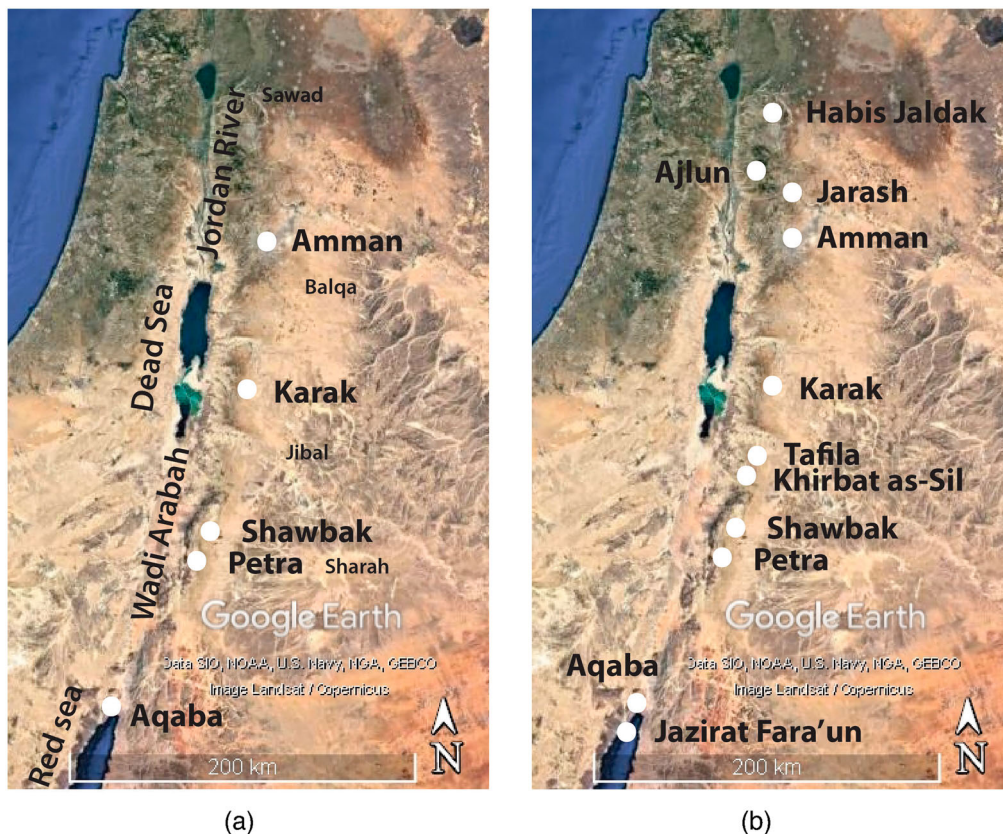 Sawad
Jordan River
Amman
Balqa
Dead Sea
Karak
Jibal
Wadi Arabah
Shawbak
Petra
Sharah
Google Earth
Data SIO, NOAA, U.S. Navy, NGA, GEBCO
Image Landsat / Copernicus
Red sea
Aqaba
N
200 km
(a)
Habis Jaldak
Ajlun
Jarash
Amman
Karak
Tafila
Khirbat as-Sil
Shawbak
Petra
Google Earth
Data SIO, NOAA, U.S. Navy, NGA, GEBCO
Image Landsat / Copernicus
Aqaba
Jazirat Fara’un
N
200 km
(b)